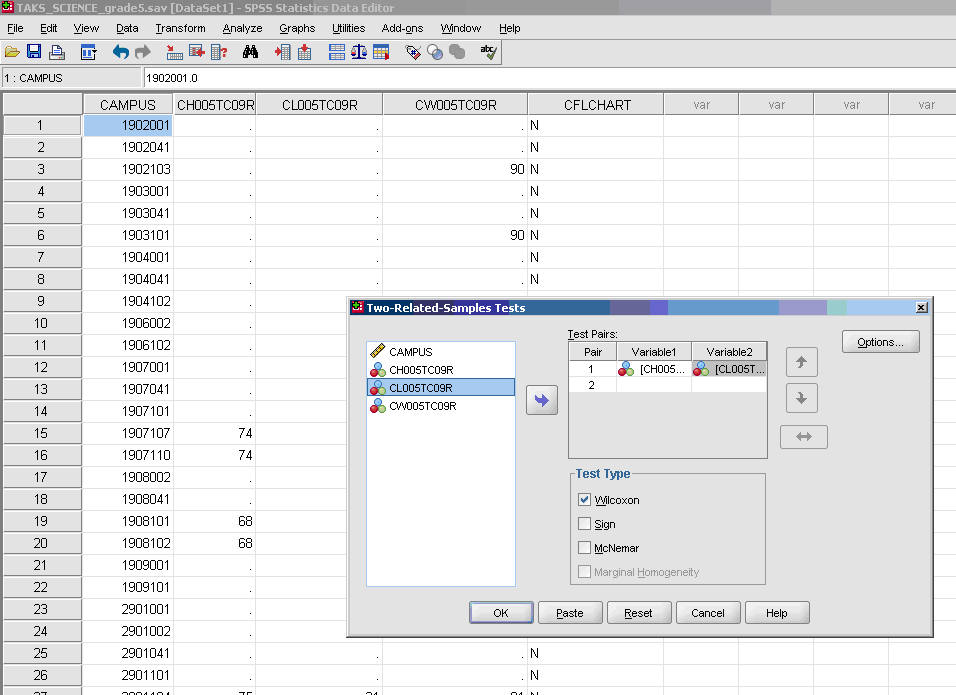 TAKS_SCIENCE_grade5.sav [DataSet1] - SPSS Statistics Data Editor
File Edit View Data Transform Analyze Graphs Utilities Add-ons Window Help
1 : CAMPUS 1902001.0
CAMPUS CH005TC09R CL005TC09R CW005TC09R CFLCHART var var var var
1 1902001 . . . N
2 1902041 . . . N
3 1902103 . . 90 N
4 1903001 . . . N
5 1903041 . . . N
6 1903101 . . 90 N
7 1904001 . . . N
8 1904041 . . . N
9 1904102 .
10 1906002 .
11 1906102 .
12 1907001 .
13 1907041 .
14 1907101 .
15 1907107 74
16 1907110 74
17 1908002 .
18 1908041 .
19 1908101 68
20 1908102 68
21 1909001 .
22 1909101 .
23 2901001 .
24 2901002 .
25 2901041 . . . N
26 2901101 . . . N
Two-Related-Samples Tests
CAMPUS
CH005TC09R
CL005TC09R
CW005TC09R
Test Pairs:
Pair Variable1 Variable2
1 [CH005... [CL005T...
2
Options...
Test Type
Wilcoxon
Sign
McNemar
Marginal Homogeneity
OK Paste Reset Cancel Help